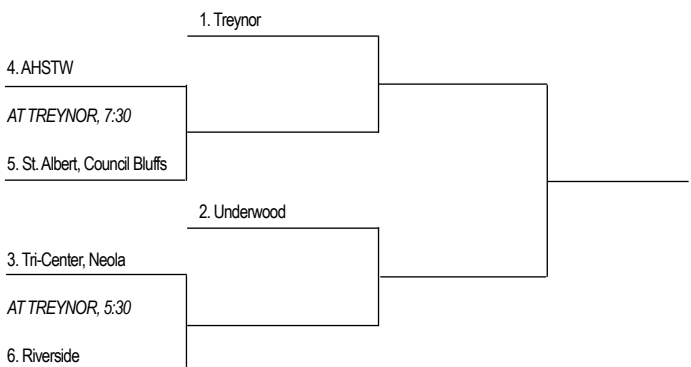 1. Treynor
4. AHSTW
AT TREYNOR, 7:30
5. St. Albert, Council Bluffs
2. Underwood
3. Tri-Center, Neola
AT TREYNOR, 5:30
6. Riverside